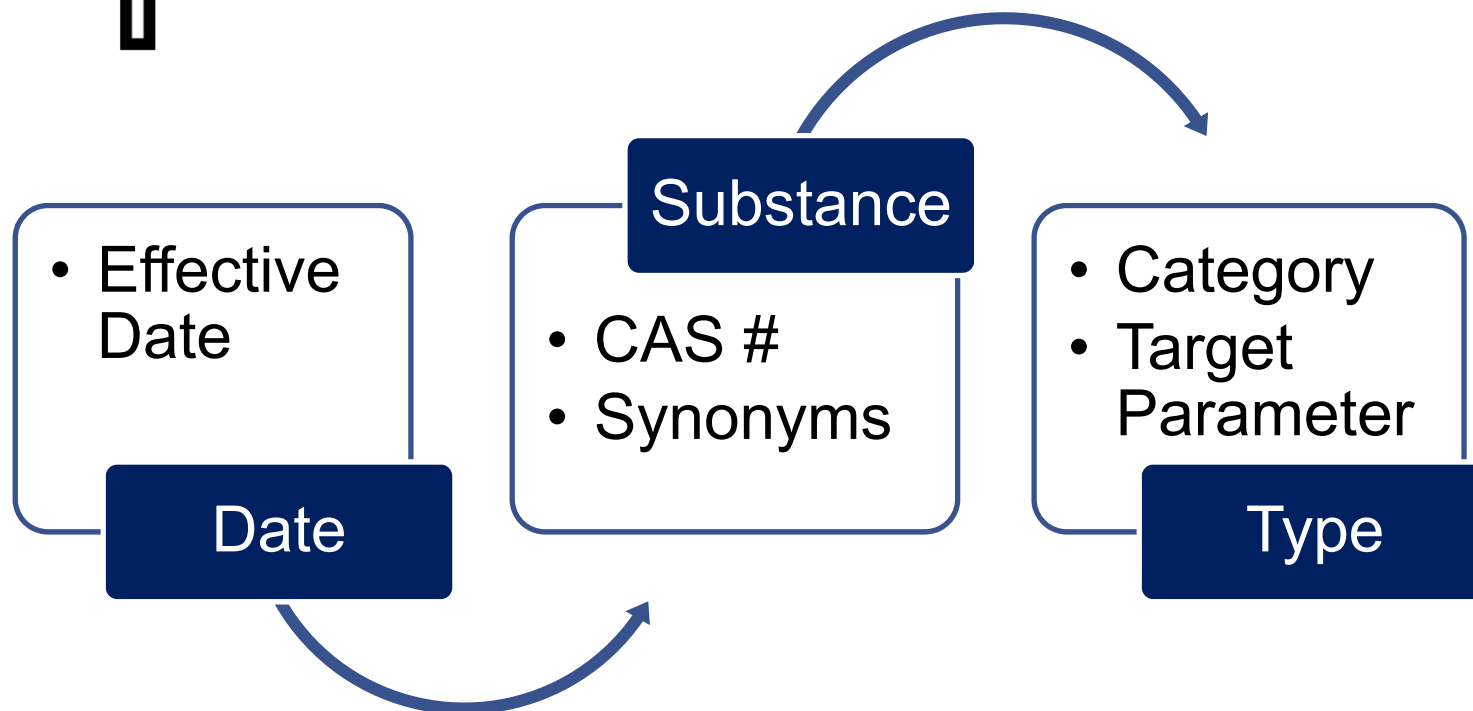 • Effective
Date
Date
Substance
• CAS #
• Synonyms
• Category
• Target
Parameter
Type